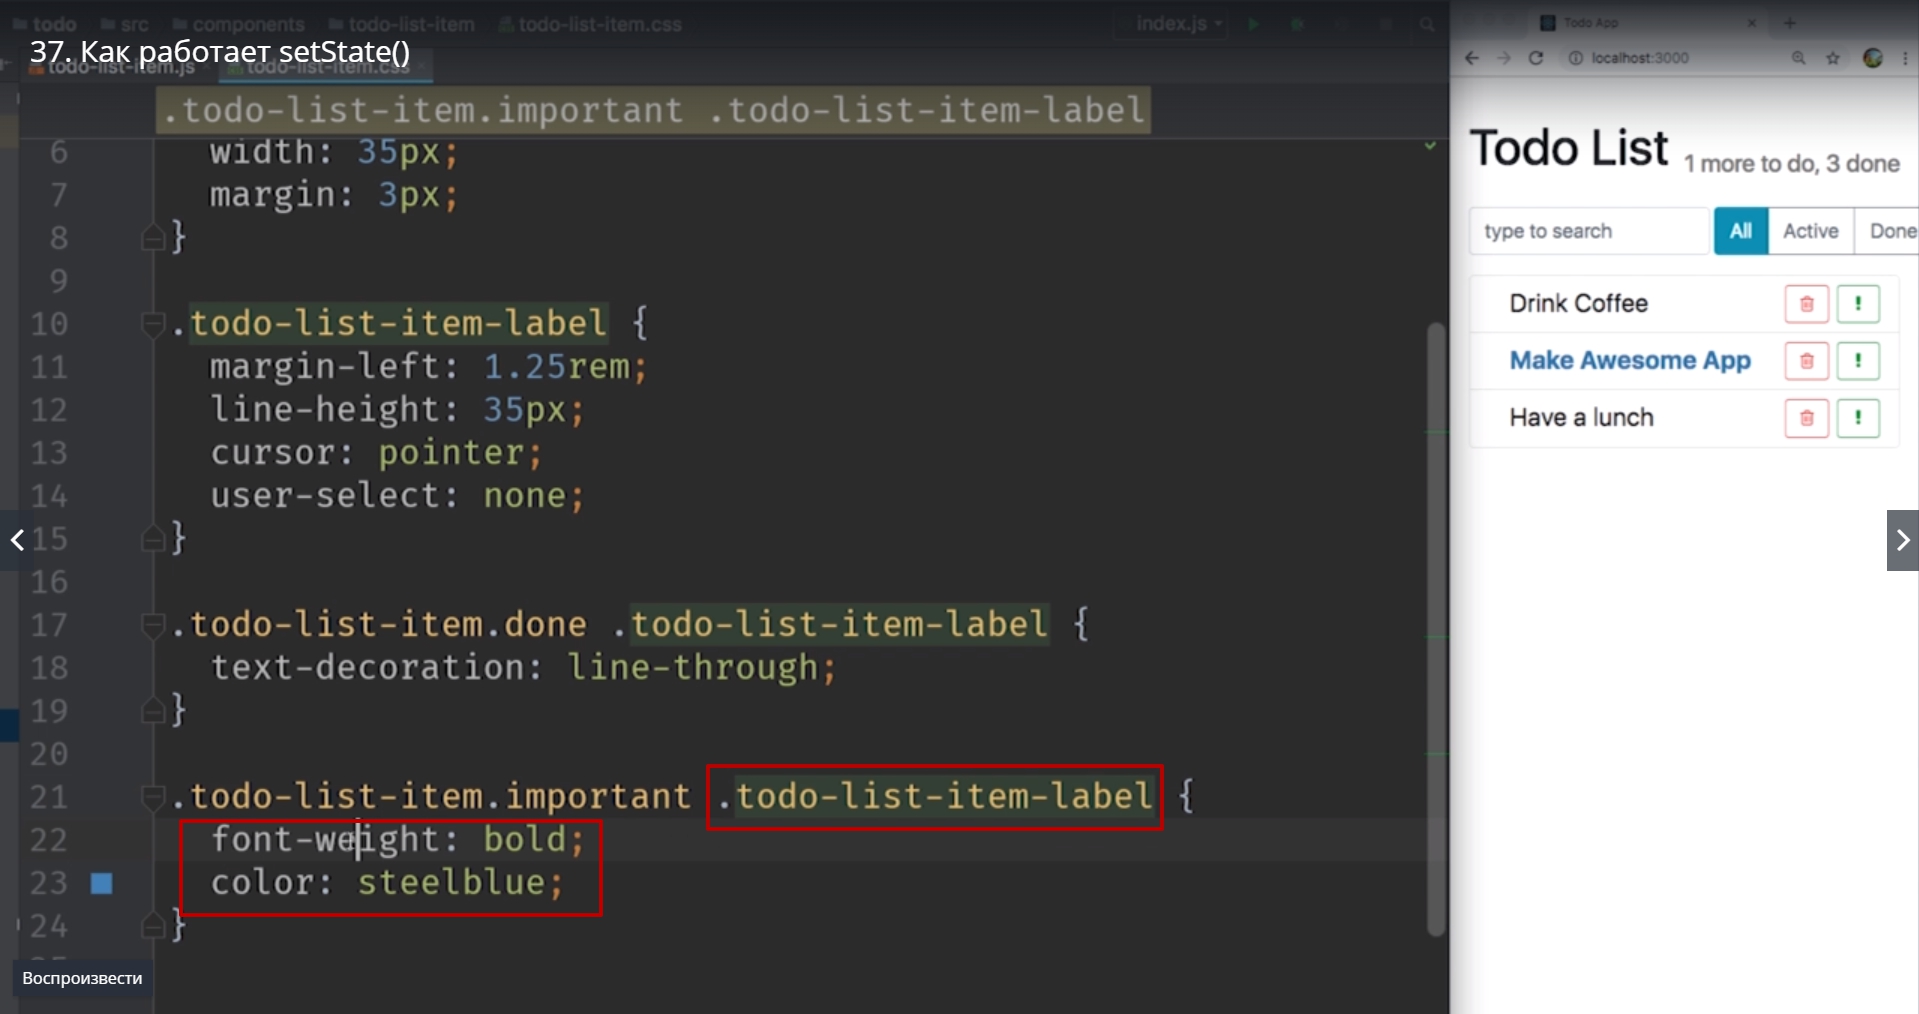 todo src components todo-list-item todo-list-item.css index.js
37. Как работает setState()
todo-list-item.js todo-list-item.css
.todo-list-item.important .todo-list-item-label
6 width: 35px;
7 margin: 3px;
8 }
9
10 .todo-list-item-label {
11 margin-left: 1.25rem;
12 line-height: 35px;
13 cursor: pointer;
14 user-select: none;
15 }
16
17 .todo-list-item.done .todo-list-item-label {
18 text-decoration: line-through;
19 }
20
21 .todo-list-item.important .todo-list-item-label {
22 font-weight: bold;
23 color: steelblue;
24 }
Воспроизвести
Todo App
localhost:3000
Todo List 1 more to do, 3 done
type to search All Active Done
Drink Coffee
Make Awesome App
Have a lunch